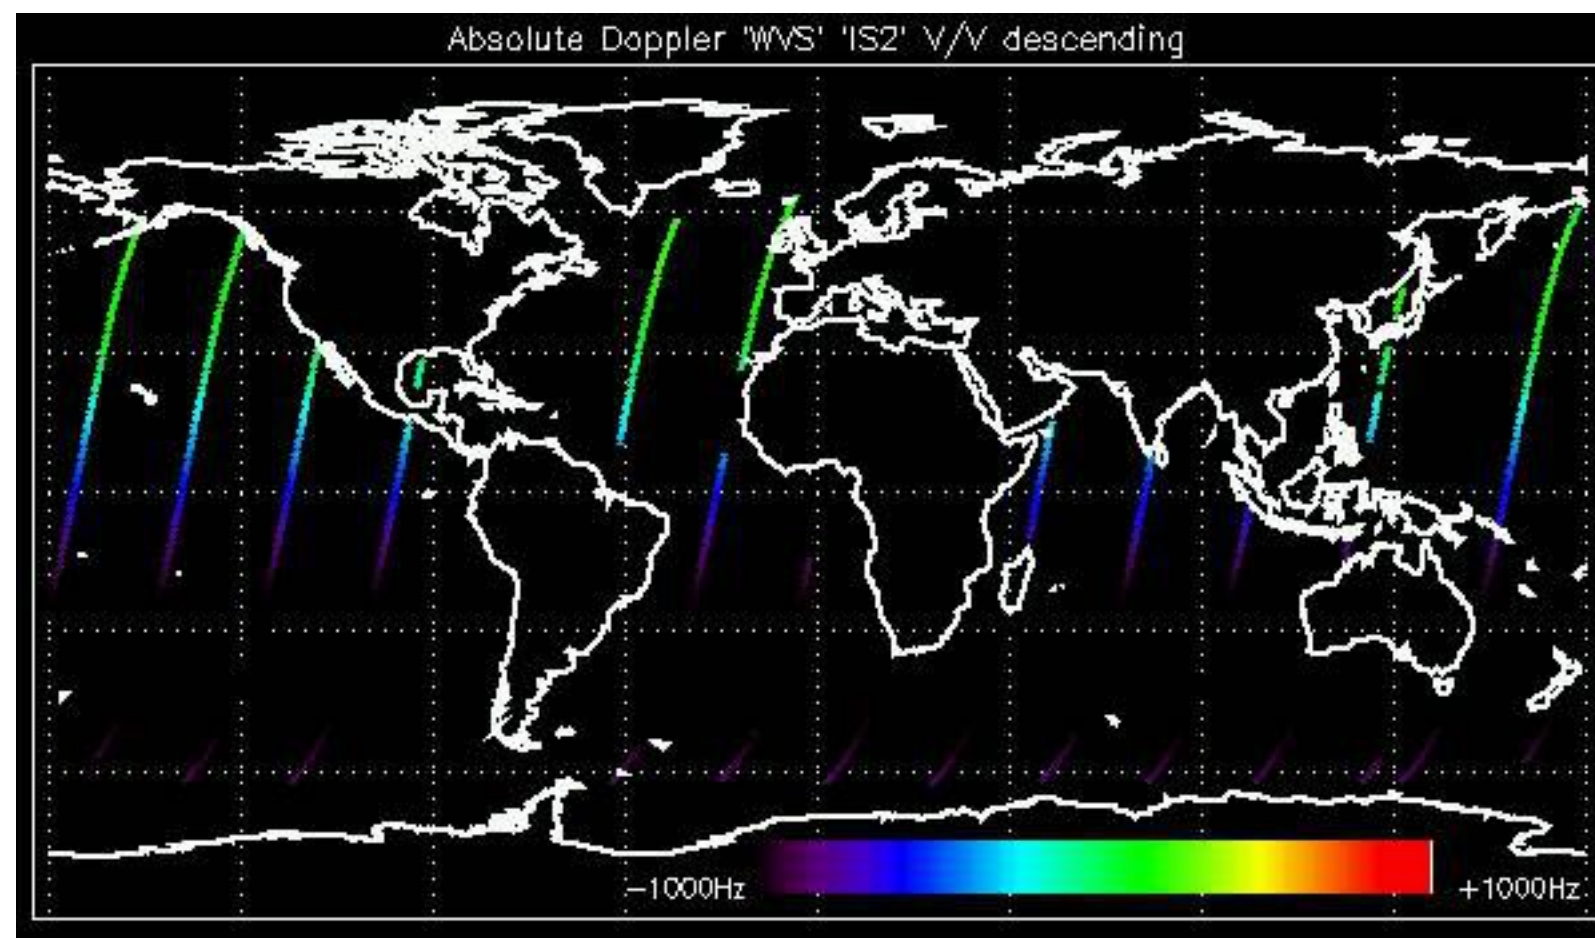 Absolute Doppler 'WVS' 'IS2' V/V descending
-1000Hz +1000Hz